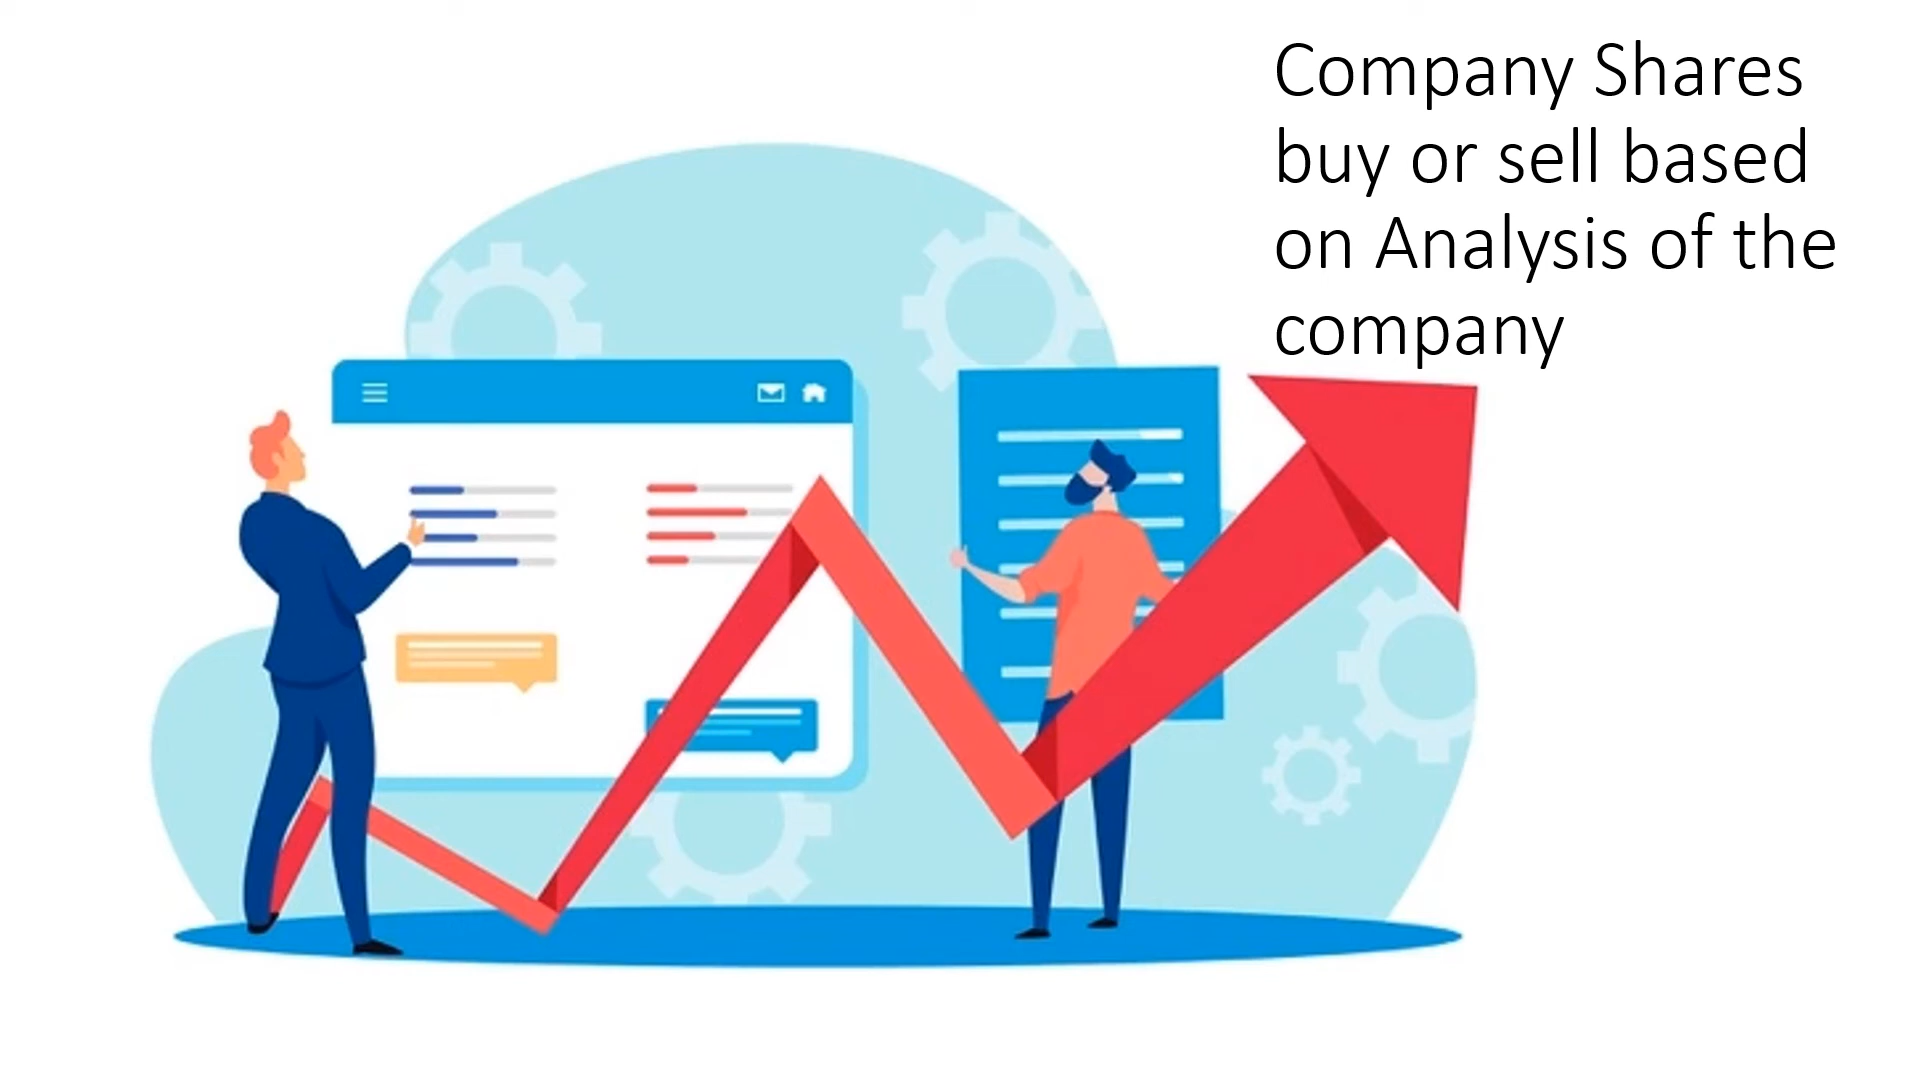 Company Shares
buy or sell based
on Analysis of the
company